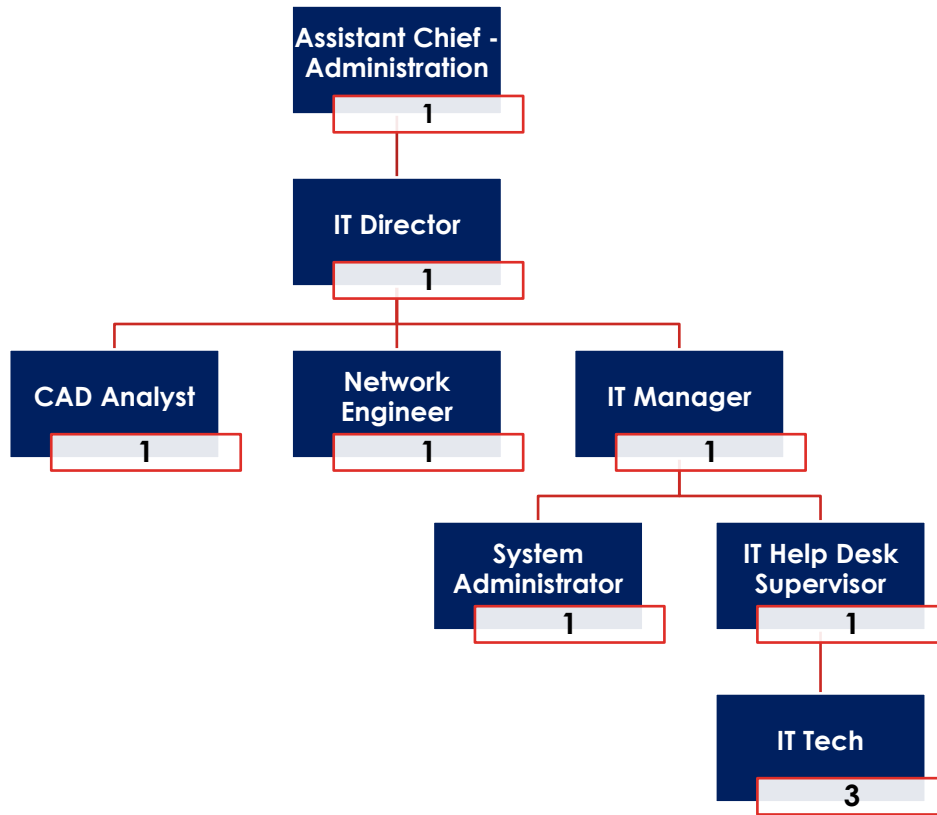 Assistant Chief -
Administration
1
IT Director
1
CAD Analyst
1
Network
Engineer
1
IT Manager
1
System
Administrator
1
IT Help Desk
Supervisor
1
IT Tech
3